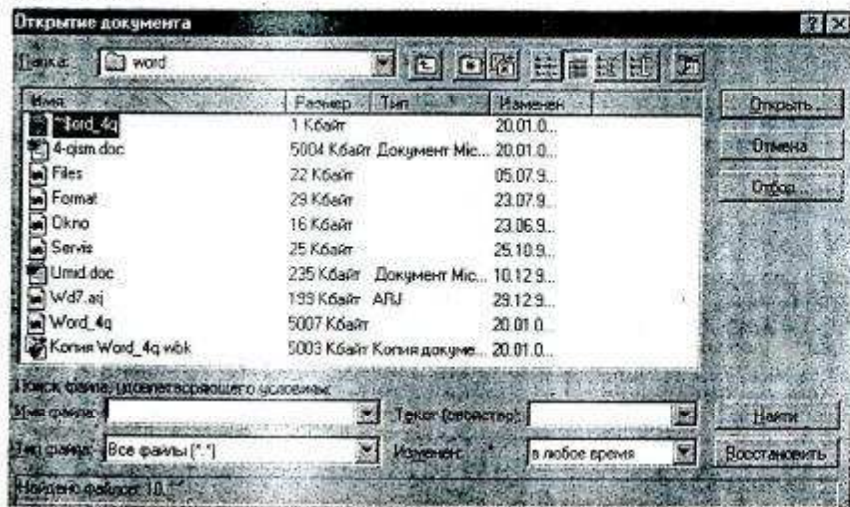 Открытие документа
Папка: word
Имя Размер Тип Изменен
~$ord_4q 1 Кбайт 20.01.0...
4-qism.doc 5004 Кбайт Документ Mic... 20.01.0...
Files 22 Кбайт 05.07.9...
Format 29 Кбайт 23.07.9...
Okno 16 Кбайт 23.06.9...
Servis 25 Кбайт 25.10.9...
Umid.doc 235 Кбайт Документ Mic... 10.12.9...
Wd7.arj 199 Кбайт ARJ 29.12.9...
Word_4q 5007 Кбайт 20.01.0...
Копия Word_4q.wbk 5003 Кбайт Копия докуме... 20.01.0...
Открыть
Отмена
Отбор...
Поиск файла, удовлетворяющего условиям:
Имя файла: Текст (свойство): Найти
Тип файла: Все файлы (*.*) Изменен: в любое время Восстановить
Найдено файлов: 10.